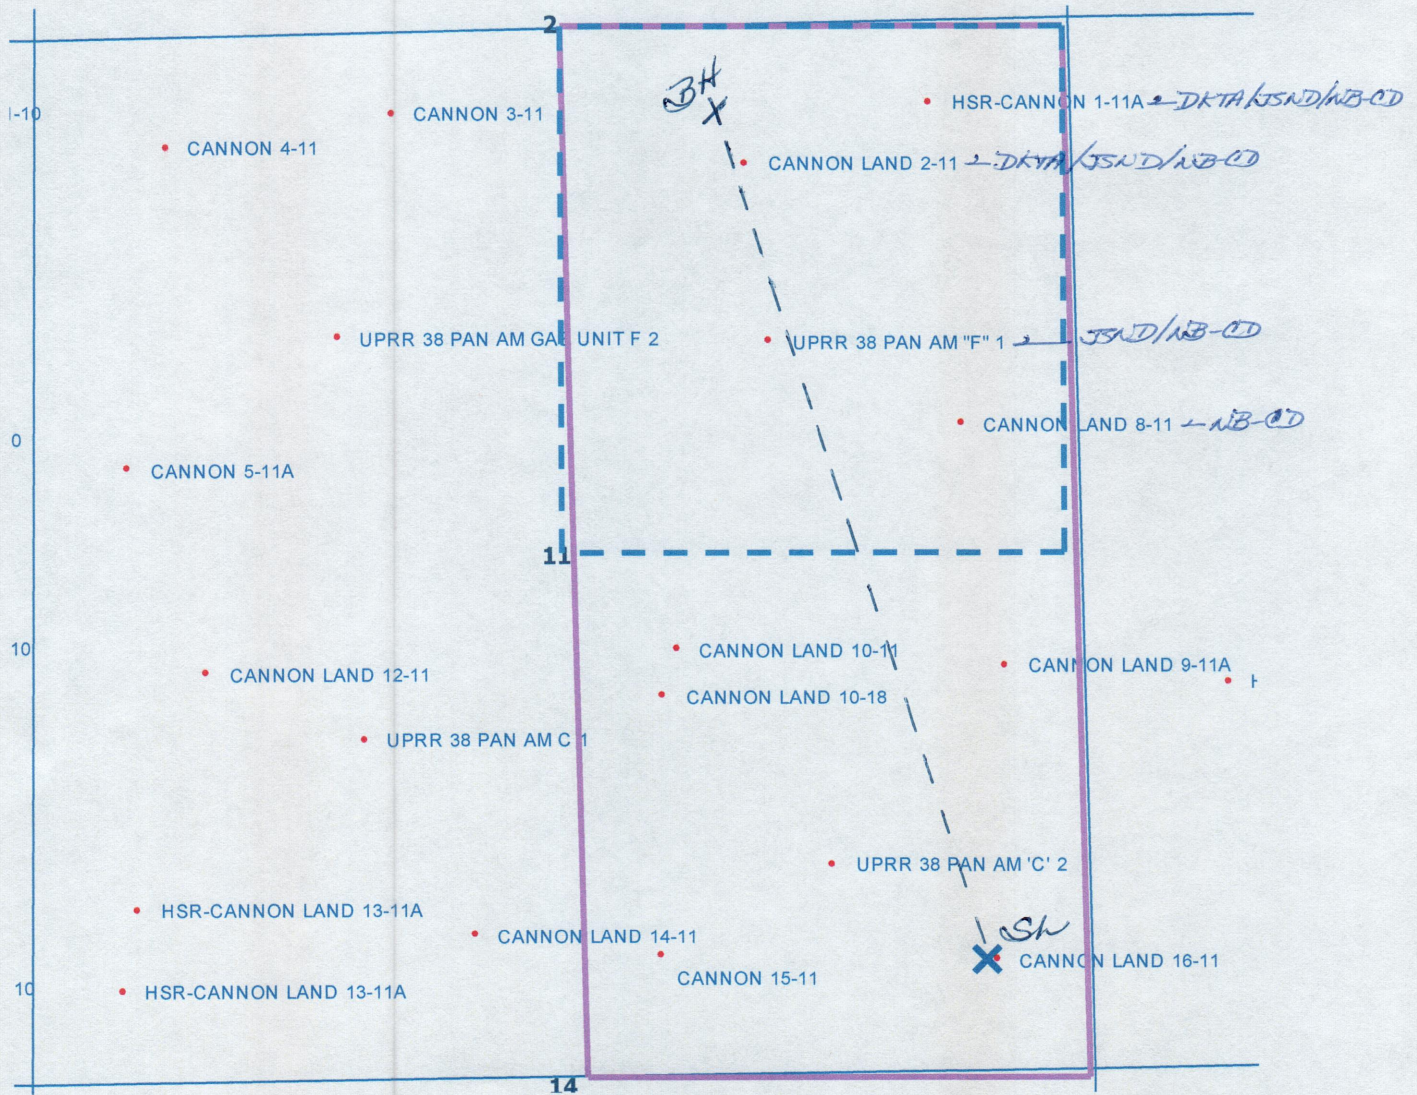 2
BH
X
HSR-CANNON 1-11A - DKTA/JSND/NB-CD
1-10
CANNON 3-11
CANNON 4-11
CANNON LAND 2-11 - DKTA/JSND/NB-CD
UPRR 38 PAN AM GAS UNIT F 2
UPRR 38 PAN AM "F" 1 - JSND/NB-CD
CANNON LAND 8-11 - NB-CD
0
CANNON 5-11A
11
10
CANNON LAND 10-11
CANNON LAND 9-11A
CANNON LAND 12-11
CANNON LAND 10-18
UPRR 38 PAN AM C 1
UPRR 38 PAN AM 'C' 2
HSR-CANNON LAND 13-11A
CANNON LAND 14-11
SL
X
CANNON LAND 16-11
CANNON 15-11
10
HSR-CANNON LAND 13-11A
14